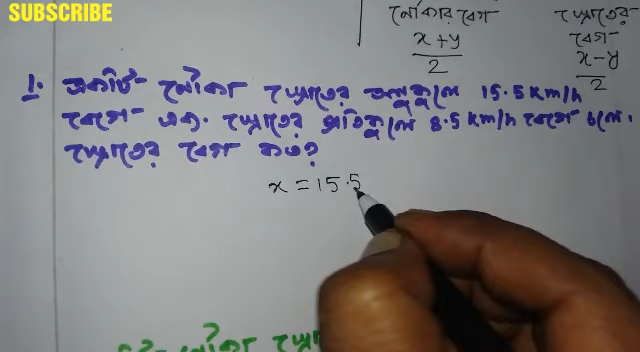 SUBSCRIBE
নৌকার বেগ
x+y
2
স্রোতের
বেগ
x-y
2
1. একটি নৌকা স্রোতের অনুকূলে 15.5 km/h
বেগে এবং স্রোতের প্রতিকূলে 8.5 km/h বেগে চলে।
স্রোতের বেগ কত?
x = 15.5
নৌকা